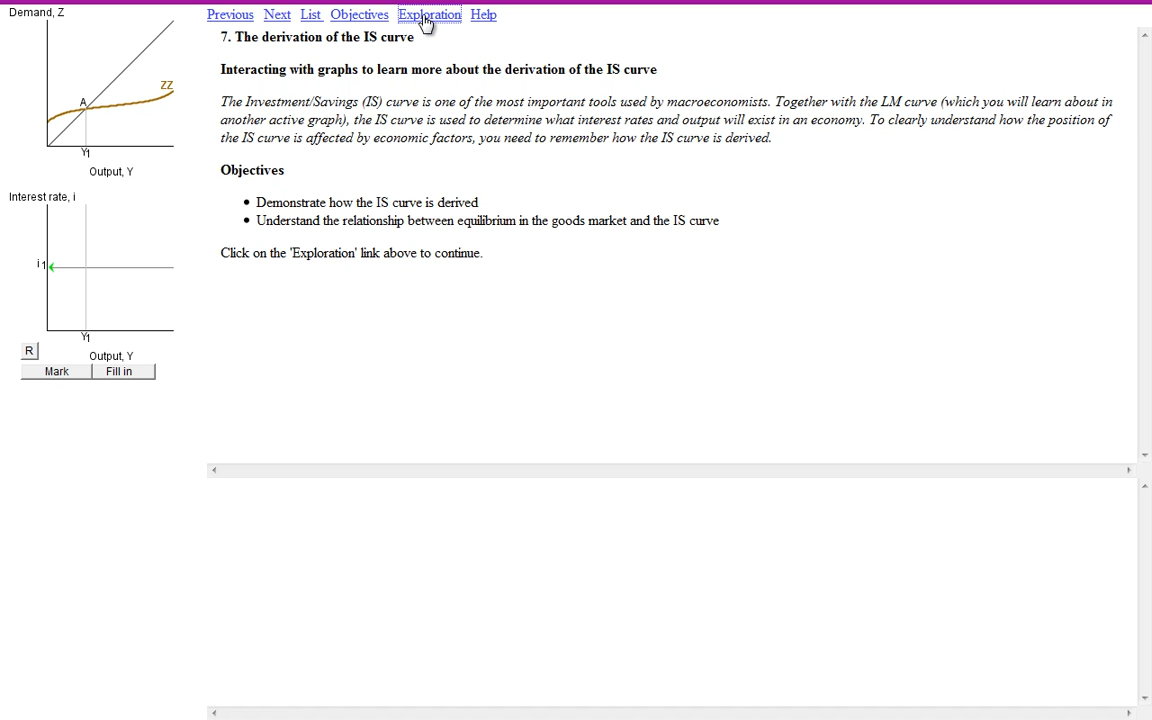 Previous Next List Objectives Exploration Help
7. The derivation of the IS curve
Interacting with graphs to learn more about the derivation of the IS curve
The Investment/Savings (IS) curve is one of the most important tools used by macroeconomists. Together with the LM curve (which you will learn about in
another active graph), the IS curve is used to determine what interest rates and output will exist in an economy. To clearly understand how the position of
the IS curve is affected by economic factors, you need to remember how the IS curve is derived.
Objectives
Demonstrate how the IS curve is derived
Understand the relationship between equilibrium in the goods market and the IS curve
Click on the 'Exploration' link above to continue.
Demand, Z
ZZ
A
Y1
Output, Y
Interest rate, i
i1
Y1
R
Output, Y
Mark Fill in